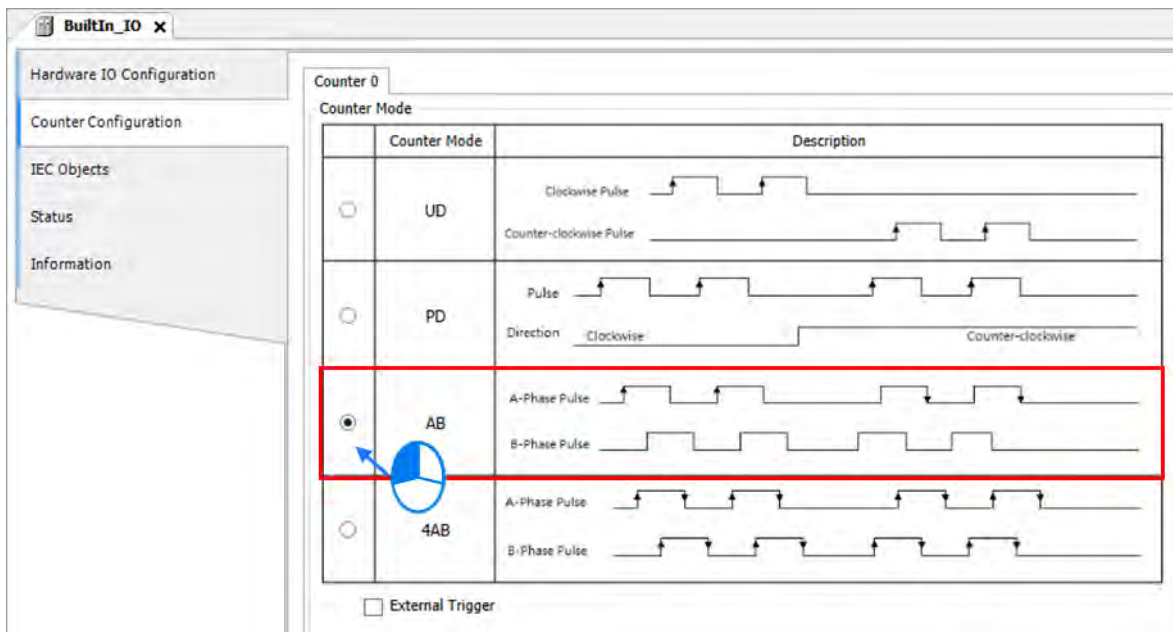 BuiltIn_IO x
Hardware IO Configuration
Counter Configuration
IEC Objects
Status
Information
Counter 0
Counter Mode
Counter Mode Description
UD
Clockwise Pulse
Counter-clockwise Pulse
PD
Pulse
Direction Clockwise Counter-clockwise
AB
A-Phase Pulse
B-Phase Pulse
4AB
A-Phase Pulse
B-Phase Pulse
External Trigger